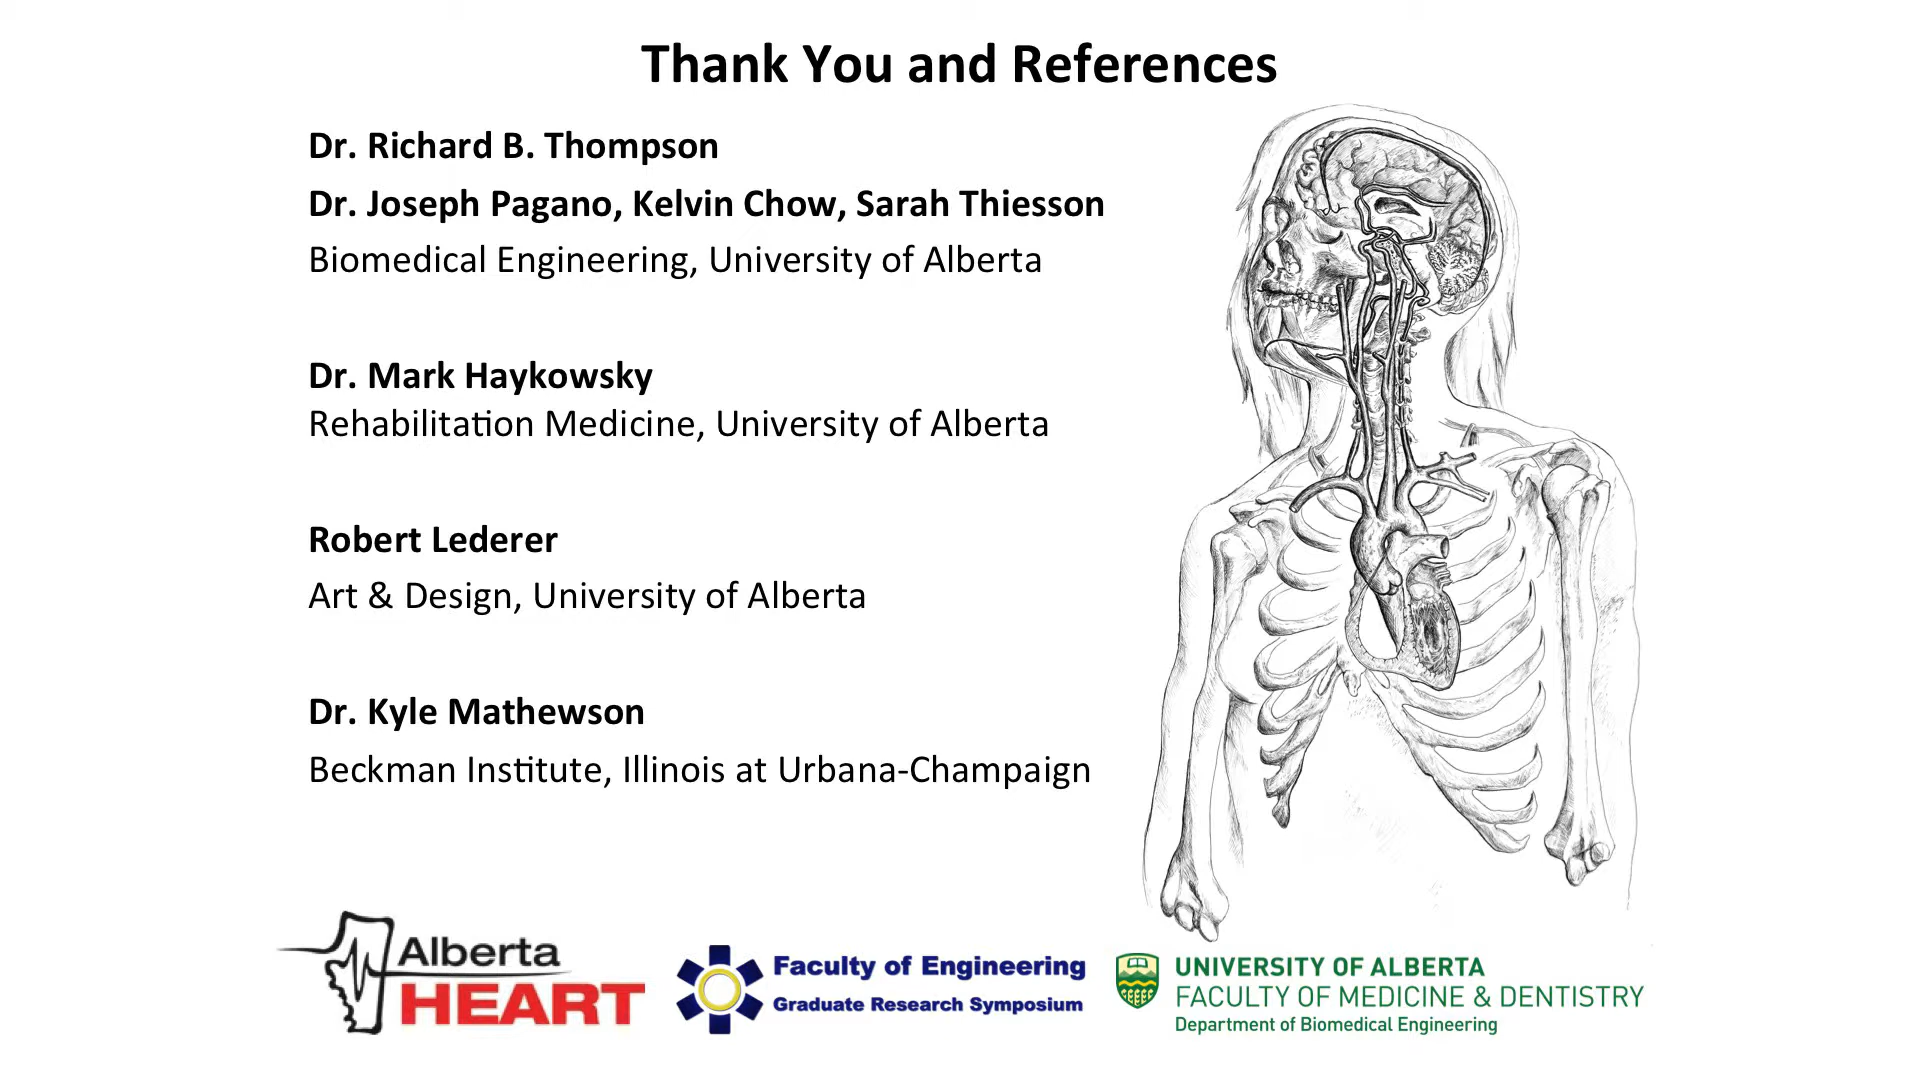 Thank You and References
Dr. Richard B. Thompson
Dr. Joseph Pagano, Kelvin Chow, Sarah Thiesson
Biomedical Engineering, University of Alberta
Dr. Mark Haykowsky
Rehabilitation Medicine, University of Alberta
Robert Lederer
Art & Design, University of Alberta
Dr. Kyle Mathewson
Beckman Institute, Illinois at Urbana-Champaign
Alberta
HEART
Faculty of Engineering
Graduate Research Symposium
UNIVERSITY OF ALBERTA
FACULTY OF MEDICINE & DENTISTRY
Department of Biomedical Engineering